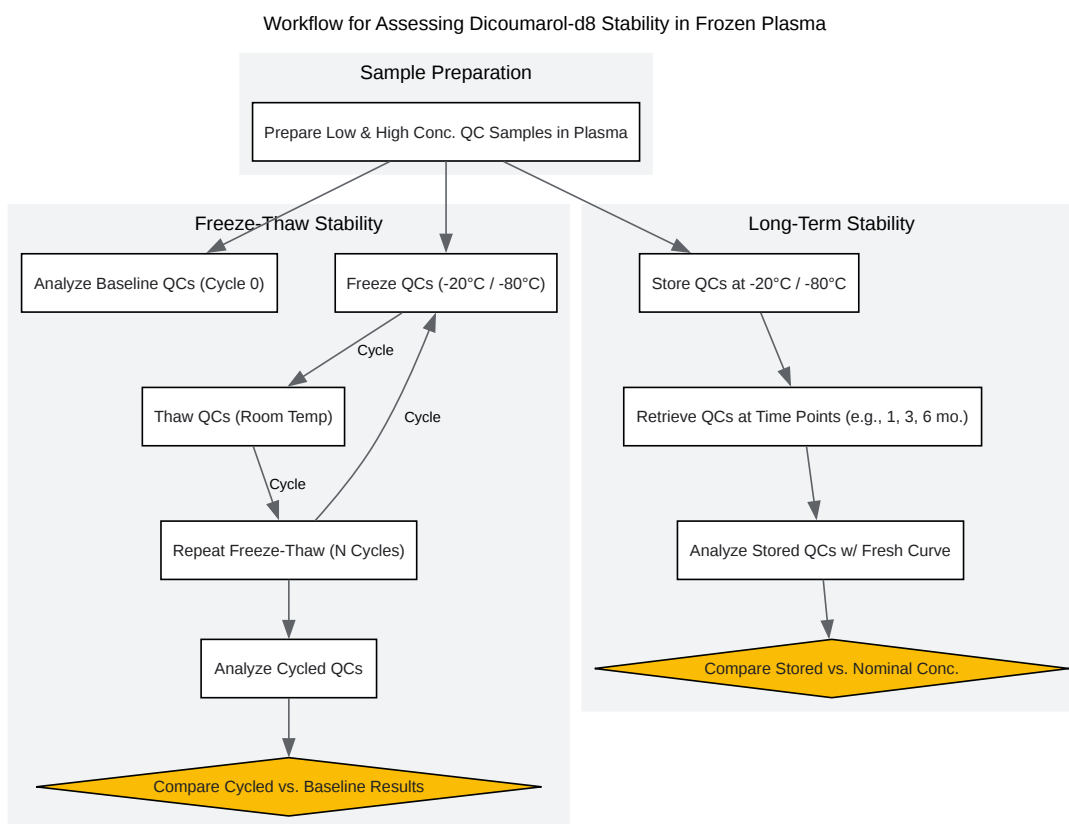 Workflow for Assessing Dicoumarol-d8 Stability in Frozen Plasma
Sample Preparation
Prepare Low & High Conc. QC Samples in Plasma
Freeze-Thaw Stability
Analyze Baseline QCs (Cycle 0)
Freeze QCs (-20°C / -80°C)
Cycle
Thaw QCs (Room Temp)
Cycle
Cycle
Repeat Freeze-Thaw (N Cycles)
Analyze Cycled QCs
Compare Cycled vs. Baseline Results
Long-Term Stability
Store QCs at -20°C / -80°C
Retrieve QCs at Time Points (e.g., 1, 3, 6 mo.)
Analyze Stored QCs w/ Fresh Curve
Compare Stored vs. Nominal Conc.